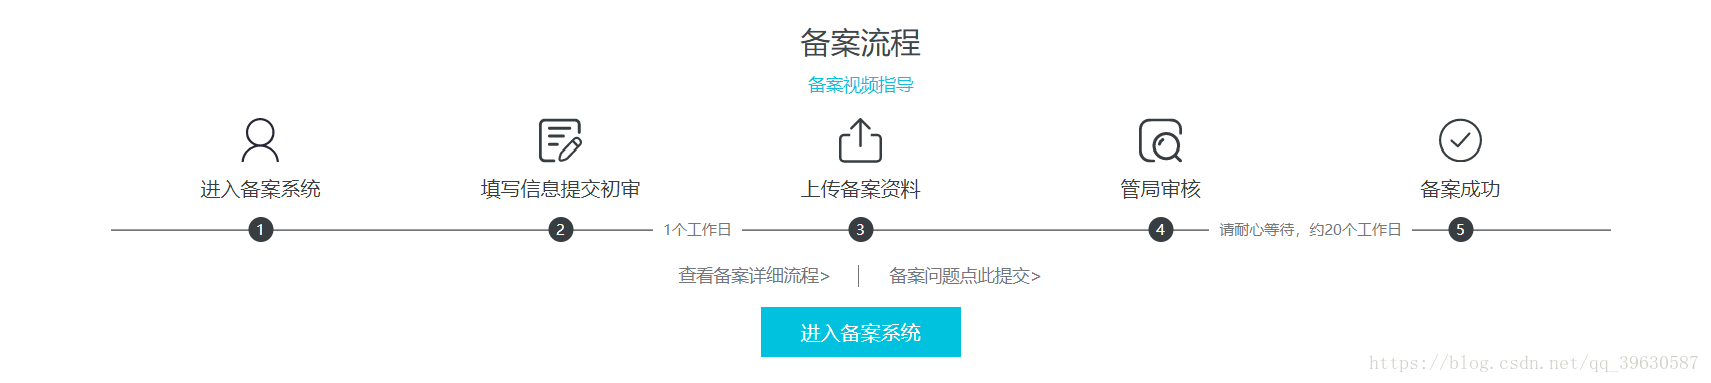 备案流程
备案视频指导
进入备案系统
填写信息提交初审
上传备案资料
管局审核
备案成功
1 2 1个工作日 3 4 请耐心等待，约20个工作日 5
查看备案详细流程> | 备案问题点此提交>
进入备案系统
https://blog.csdn.net/qq_39630587